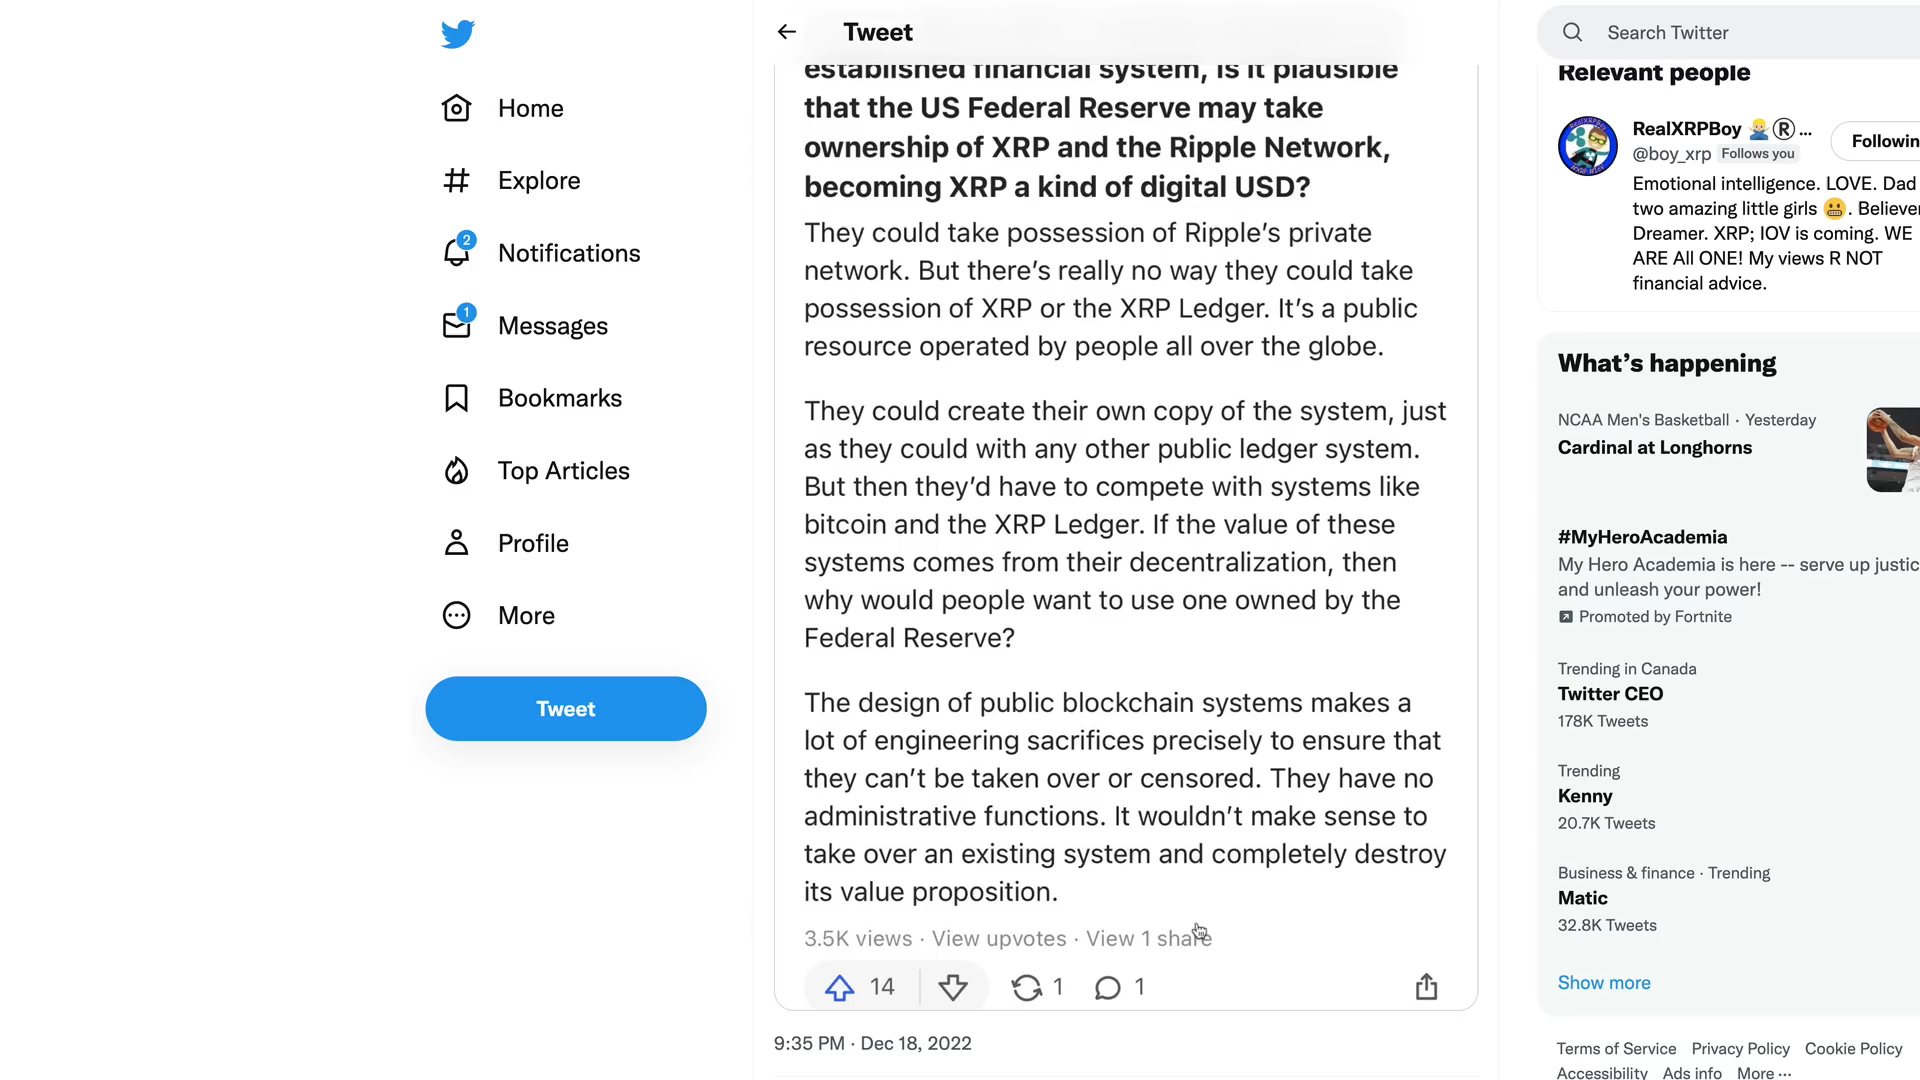 Tweet
Search Twitter
Home
Explore
2
Notifications
1
Messages
Bookmarks
Top Articles
Profile
More
Tweet
established financial system, is it plausible
that the US Federal Reserve may take
ownership of XRP and the Ripple Network,
becoming XRP a kind of digital USD?
They could take possession of Ripple's private
network. But there's really no way they could take
possession of XRP or the XRP Ledger. It's a public
resource operated by people all over the globe.
They could create their own copy of the system, just
as they could with any other public ledger system.
But then they'd have to compete with systems like
bitcoin and the XRP Ledger. If the value of these
systems comes from their decentralization, then
why would people want to use one owned by the
Federal Reserve?
The design of public blockchain systems makes a
lot of engineering sacrifices precisely to ensure that
they can't be taken over or censored. They have no
administrative functions. It wouldn't make sense to
take over an existing system and completely destroy
its value proposition.
3.5K views · View upvotes · View 1 share
14 1 1
9:35 PM · Dec 18, 2022
Relevant people
RealXRPBoy 🙅🏼‍♂️Ⓡ...
@boy_xrp Follows you
Followin
Emotional intelligence. LOVE. Dad
two amazing little girls 😬. Believer
Dreamer. XRP; IOV is coming. WE
ARE All ONE! My views R NOT
financial advice.
What's happening
NCAA Men's Basketball · Yesterday
Cardinal at Longhorns
#MyHeroAcademia
My Hero Academia is here -- serve up justic
and unleash your power!
Promoted by Fortnite
Trending in Canada
Twitter CEO
178K Tweets
Trending
Kenny
20.7K Tweets
Business & finance · Trending
Matic
32.8K Tweets
Show more
Terms of Service Privacy Policy Cookie Policy
Accessibility Ads info More ...